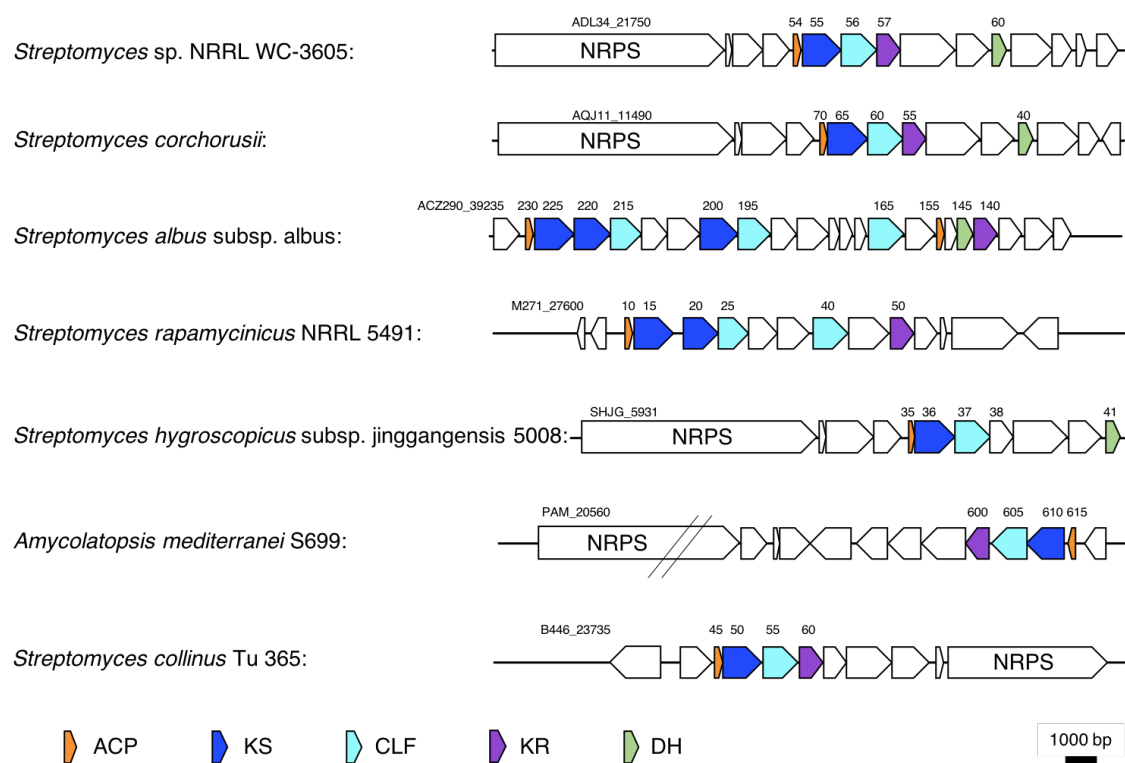 ADL34_21750 54 55 56 57 60
Streptomyces sp. NRRL WC-3605: NRPS
AQJ11_11490 70 65 60 55 40
Streptomyces corchorusii: NRPS
ACZ290_39235 230 225 220 215 200 195 165 155 145 140
Streptomyces albus subsp. albus:
M271_27600 10 15 20 25 40 50
Streptomyces rapamycinicus NRRL 5491:
SHJG_5931 35 36 37 38 41
Streptomyces hygroscopicus subsp. jinggangensis 5008: NRPS
PAM_20560 600 605 610 615
Amycolatopsis mediterranei S699: NRPS
B446_23735 45 50 55 60
Streptomyces collinus Tu 365: NRPS
ACP KS CLF KR DH 1000 bp